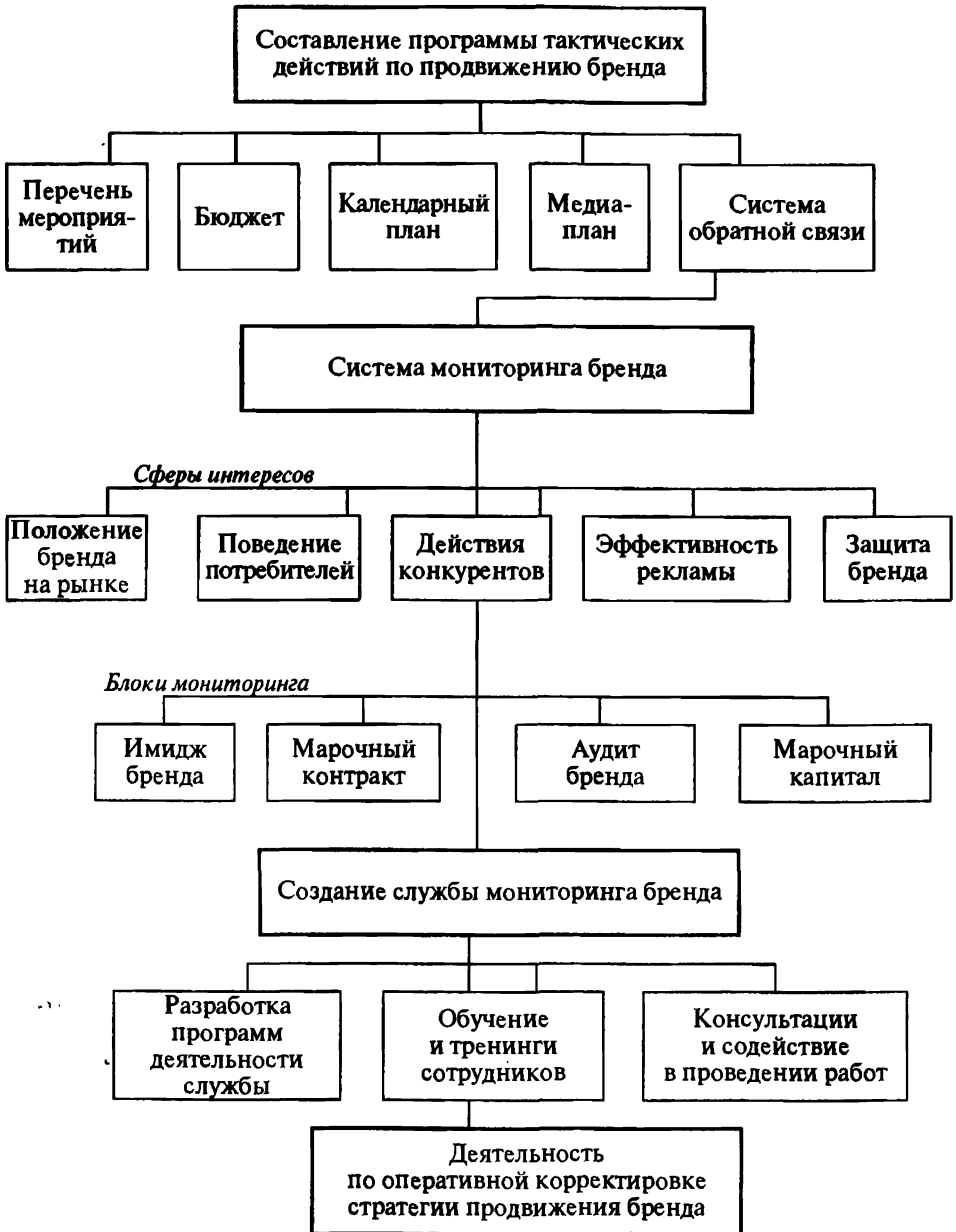 Составление программы тактических
действий по продвижению бренда
Перечень
мероприя-
тий
Бюджет
Календарный
план
Медиа-
план
Система
обратной связи
Система мониторинга бренда
Сферы интересов
Положение
бренда
на рынке
Поведение
потребителей
Действия
конкурентов
Эффективность
рекламы
Защита
бренда
Блоки мониторинга
Имидж
бренда
Марочный
контракт
Аудит
бренда
Марочный
капитал
Создание службы мониторинга бренда
Разработка
программ
деятельности
службы
Обучение
и тренинги
сотрудников
Консультации
и содействие
в проведении работ
Деятельность
по оперативной корректировке
стратегии продвижения бренда